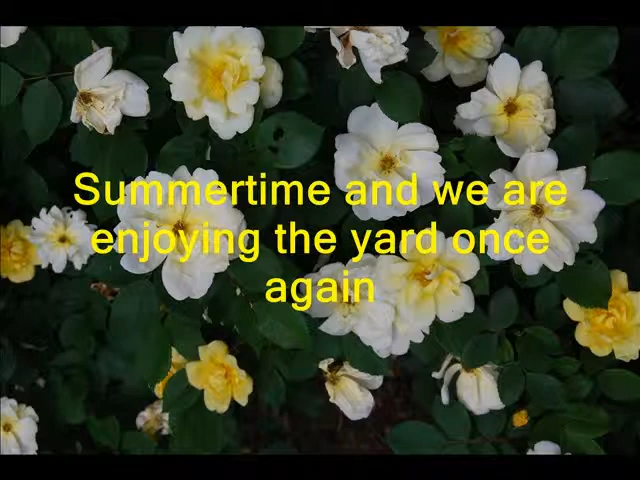 Summertime and we are
enjoying the yard once
again